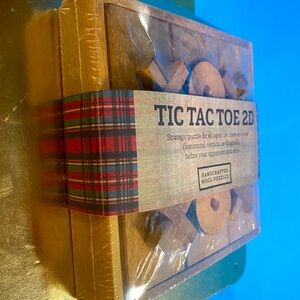 TIC TAC TOE 2D
Strategic puzzle for all ages! Get three in a row
(horizontal, vertical, or diagonal)
before your opponent
HANDCRAFTED
WOOD PUZZLES